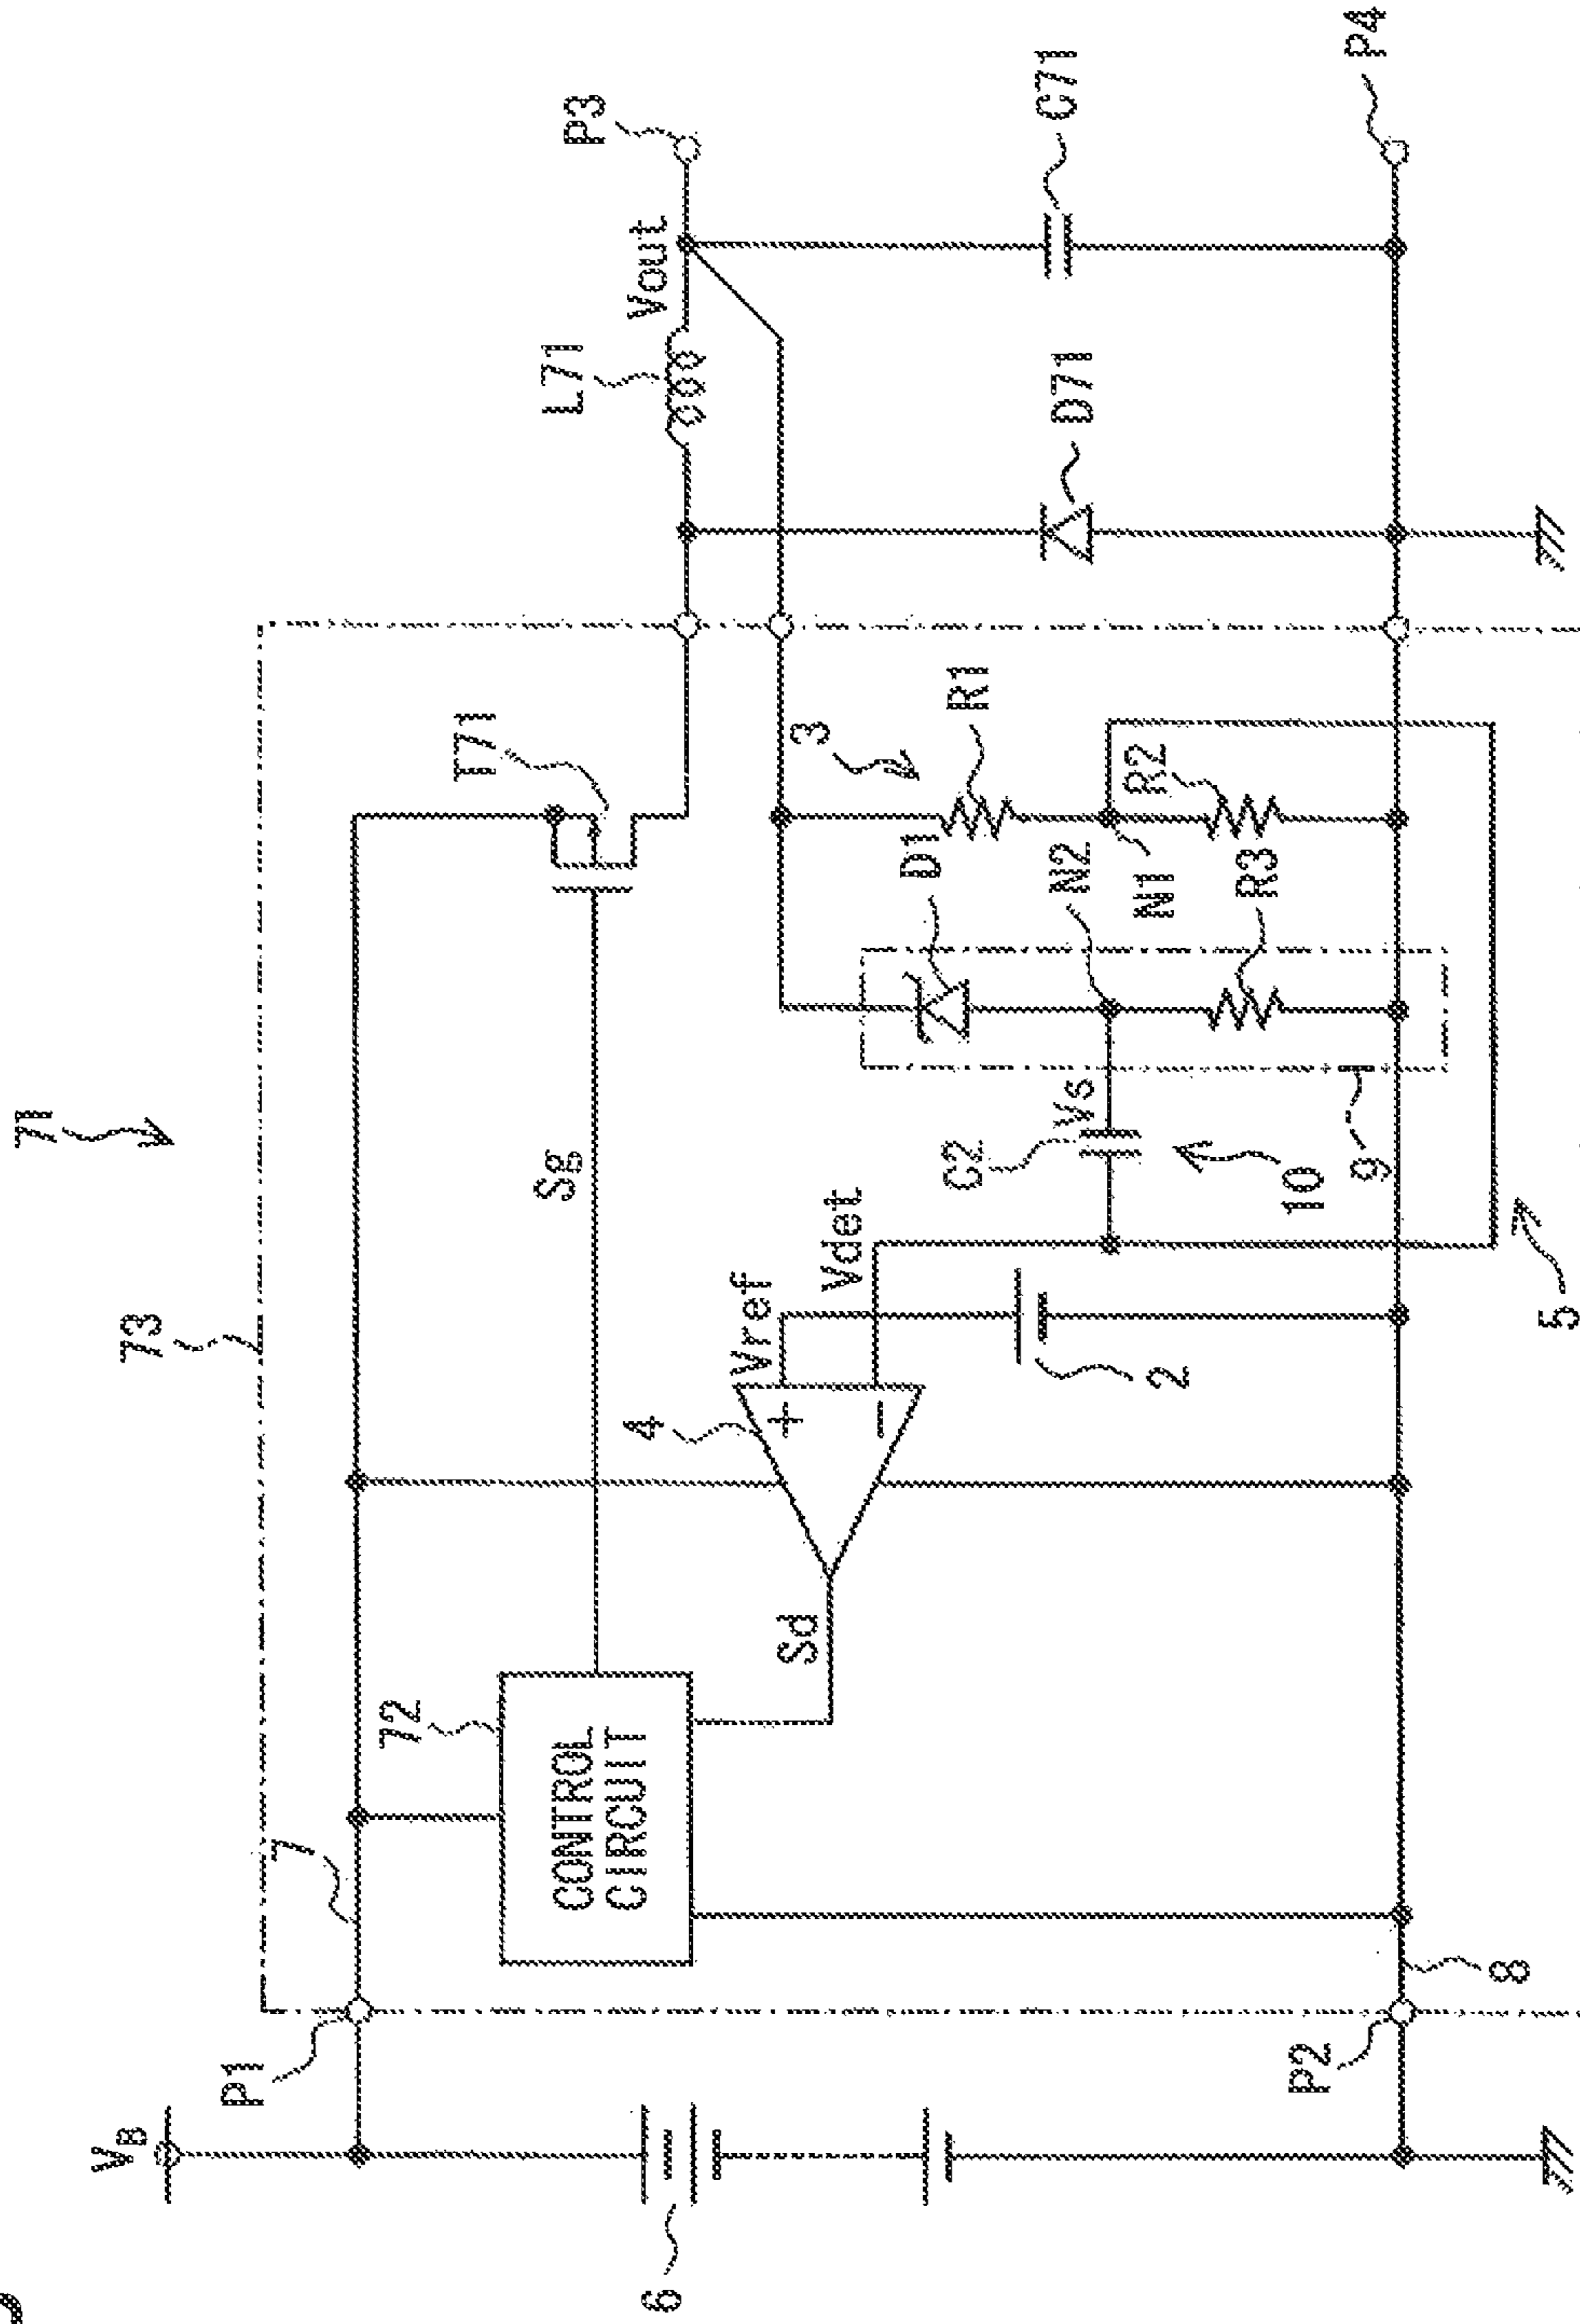 71
73
VB
P1
7
72
CONTROL
CIRCUIT
Sg
T71
L71
Vout
P3
Sd
4
+
−
Vref
Vdet
3
D1
R1
6
2
C2
Vs
10
N2
N1
R2
R3
D71
C71
P2
8
9
5
P4